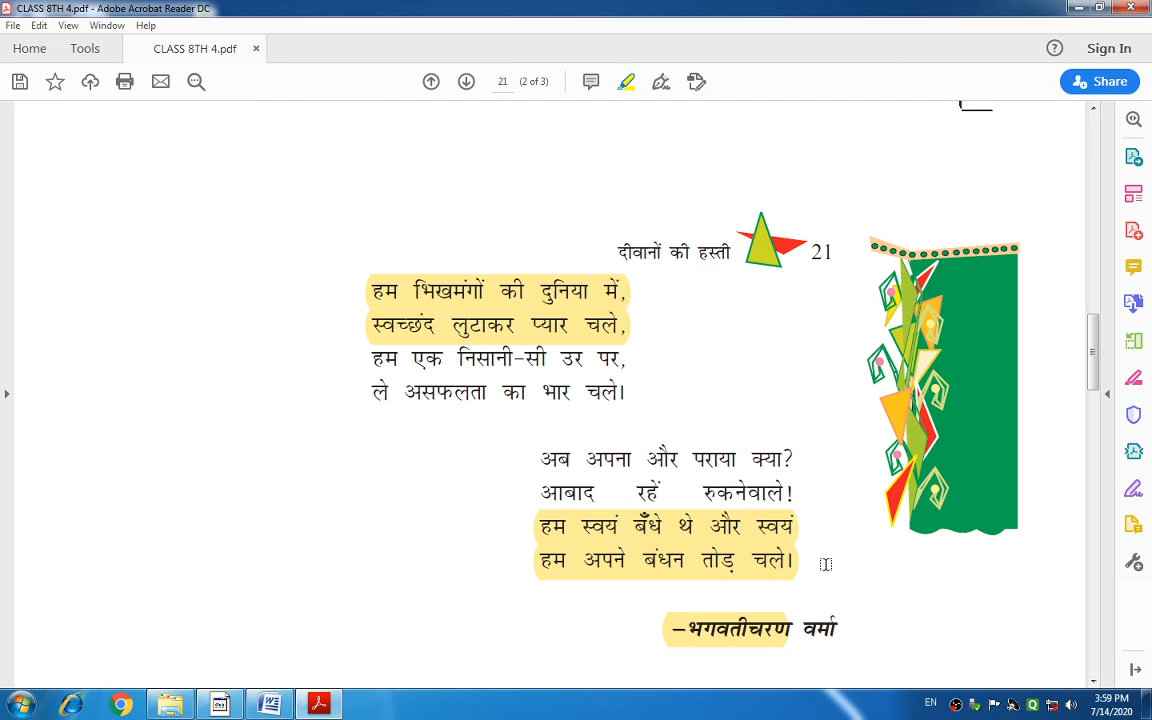 CLASS 8TH 4.pdf - Adobe Acrobat Reader DC
File Edit View Window Help
Home Tools CLASS 8TH 4.pdf × Sign In
21 (2 of 3) Share
दीवानों की हस्ती 21
हम भिखमंगों की दुनिया में,
स्वच्छंद लुटाकर प्यार चले,
हम एक निसानी-सी उर पर,
ले असफलता का भार चले।
अब अपना और पराया क्या?
आबाद रहें रुकनेवाले!
हम स्वयं बँधे थे और स्वयं
हम अपने बंधन तोड़ चले।
–भगवतीचरण वर्मा
EN 3:59 PM
7/14/2020